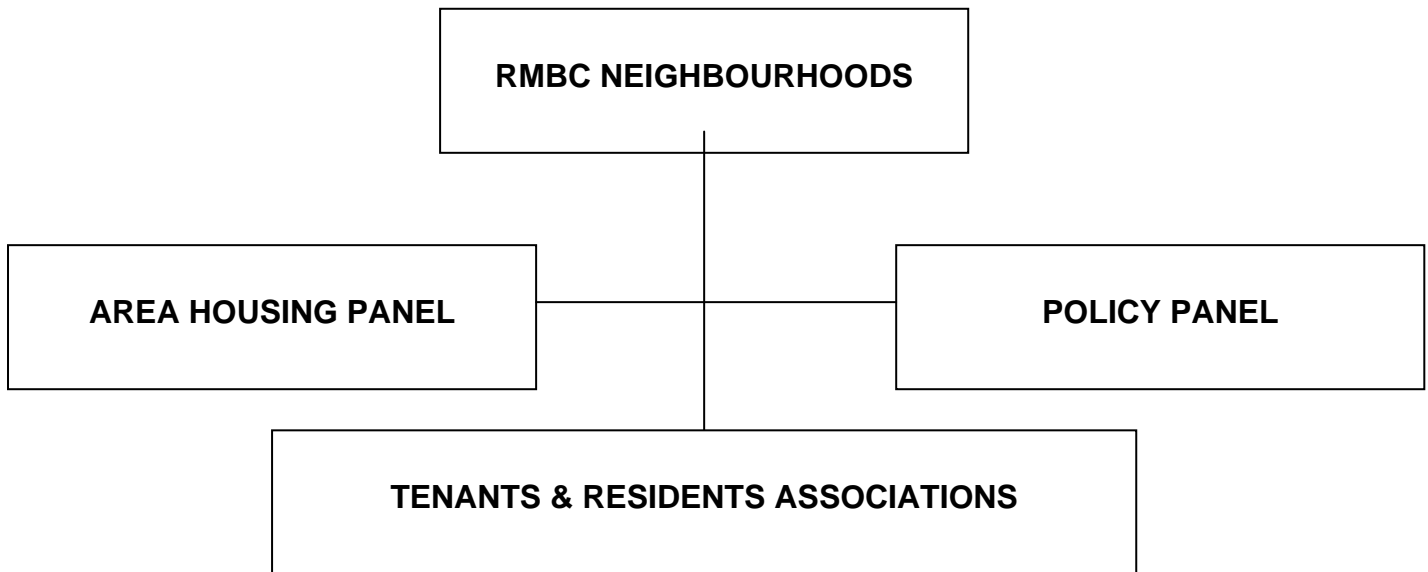 RMBC NEIGHBOURHOODS
AREA HOUSING PANEL
POLICY PANEL
TENANTS & RESIDENTS ASSOCIATIONS